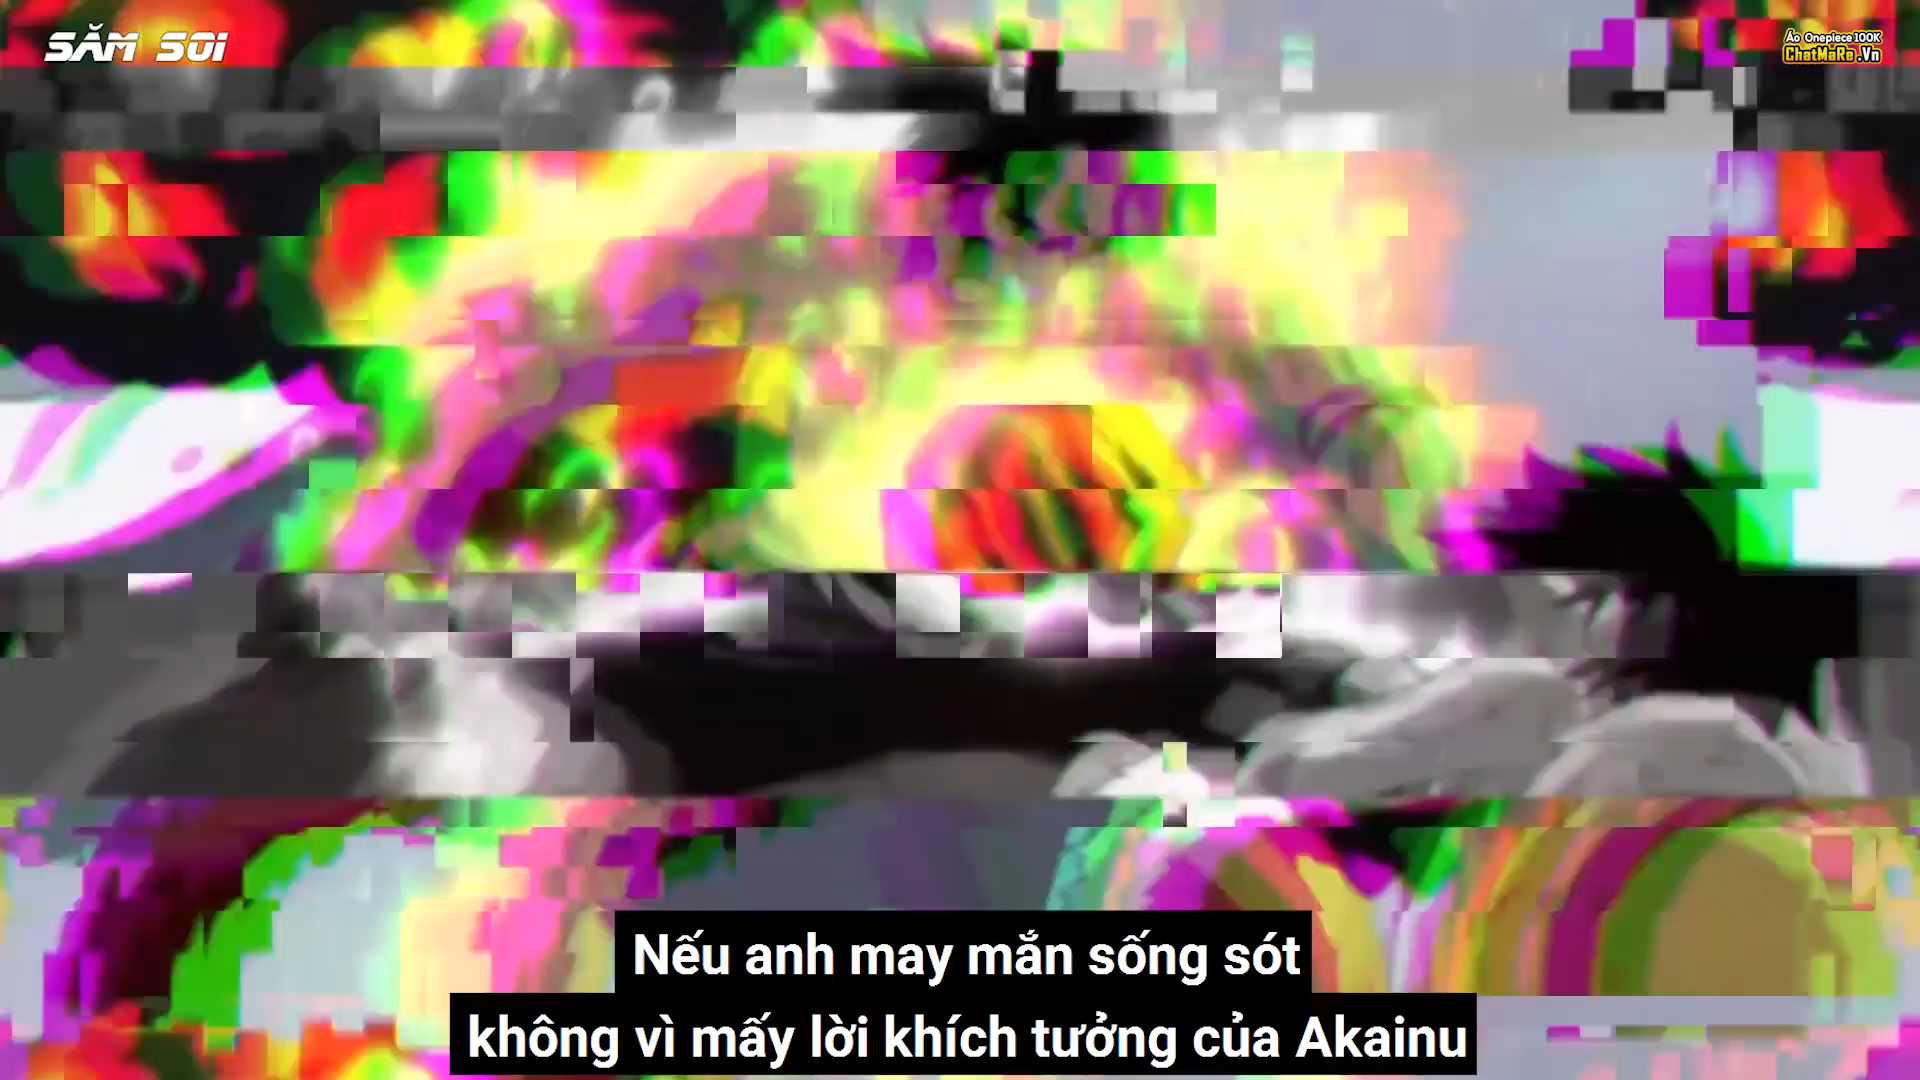 SĂM SOI
Áo Onepiece 100K
ChatMaRe.Vn
Nếu anh may mắn sống sót
không vì mấy lời khích tưởng của Akainu